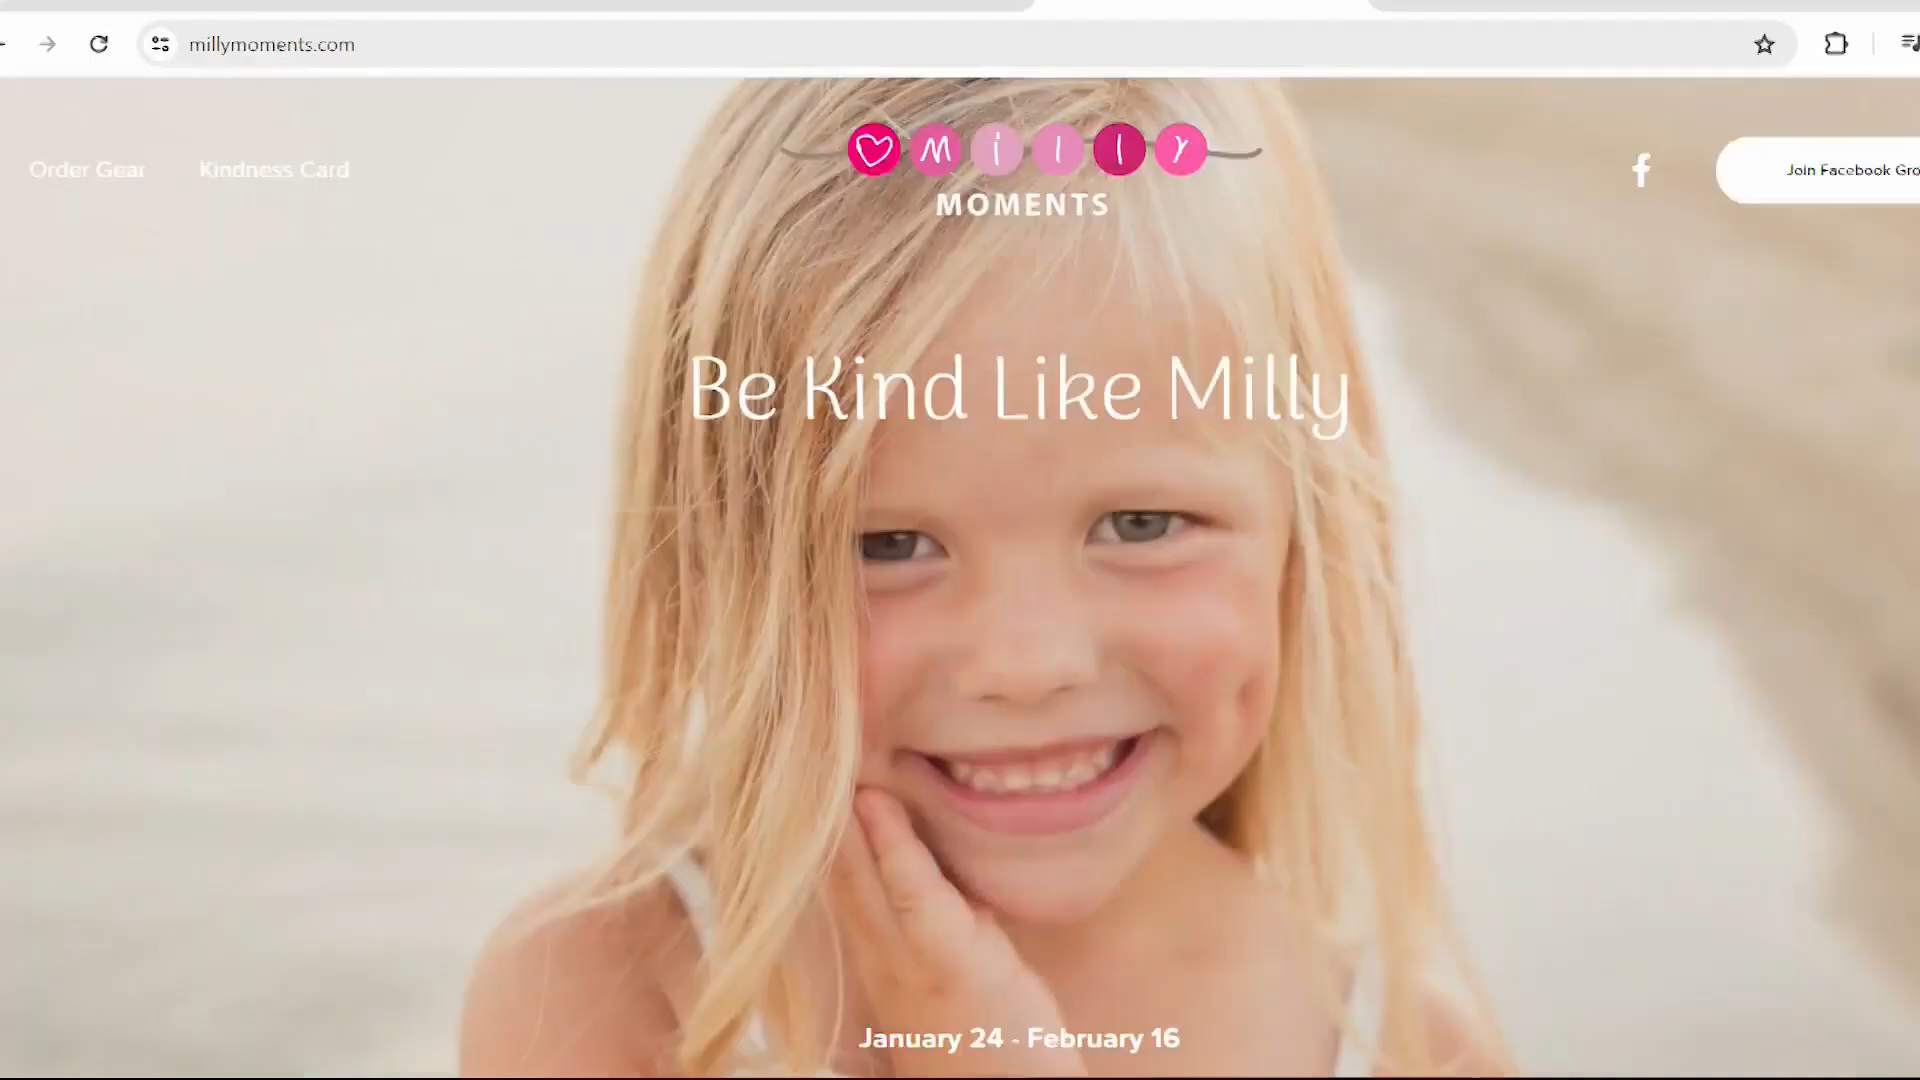 millymoments.com
Order Gear
Kindness Card
Milly
MOMENTS
f
Join Facebook Gro
Be Kind Like Milly
January 24 - February 16